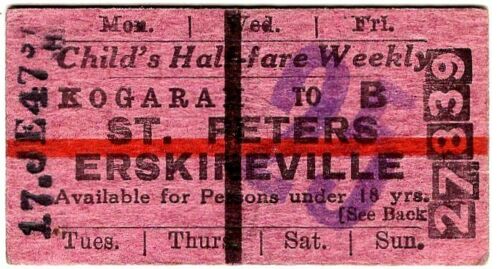 Mon. | Wed. | Fri.
Child's Half-fare Weekly
KOGARAH TO B
ST. PETERS
ERSKINEVILLE
Available for Persons under 18 yrs.
[See Back
Tues. | Thurs. | Sat. | Sun.
17.JE47
27839